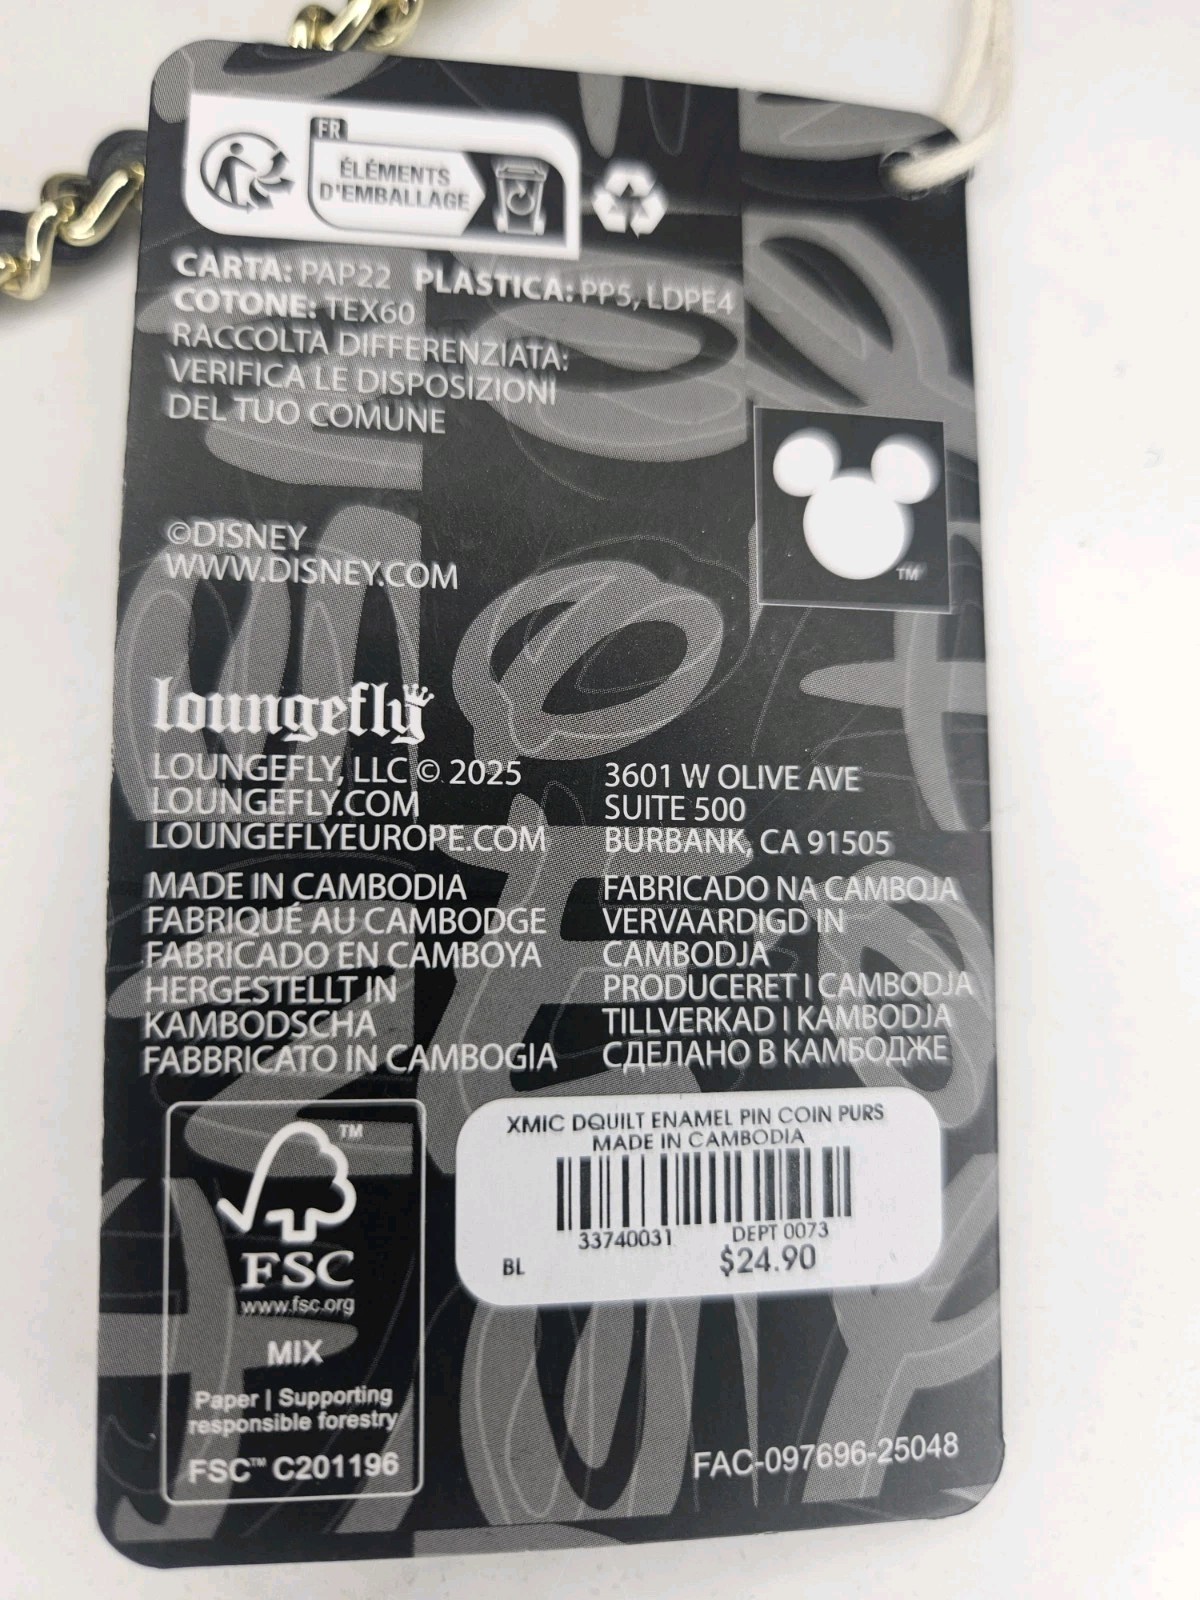 FR
ÉLÉMENTS
D'EMBALLAGE
CARTA: PAP22 PLASTICA: PP5, LDPE4
COTONE: TEX60
RACCOLTA DIFFERENZIATA:
VERIFICA LE DISPOSIZIONI
DEL TUO COMUNE
TM
©DISNEY
WWW.DISNEY.COM
loungefly
LOUNGEFLY, LLC © 2025
LOUNGEFLY.COM
LOUNGEFLYEUROPE.COM
3601 W OLIVE AVE
SUITE 500
BURBANK, CA 91505
MADE IN CAMBODIA
FABRIQUÉ AU CAMBODGE
FABRICADO EN CAMBOYA
HERGESTELLT IN
KAMBODSCHA
FABBRICATO IN CAMBOGIA
FABRICADO NA CAMBOJA
VERVAARDIGD IN
CAMBODJA
PRODUCERET I CAMBODJA
TILLVERKAD I KAMBODJA
СДЕЛАНО В КАМБОДЖЕ
TM
FSC
www.fsc.org
MIX
Paper | Supporting
responsible forestry
FSC™ C201196
XMIC DQUILT ENAMEL PIN COIN PURS
MADE IN CAMBODIA
33740031 DEPT 0073
BL $24.90
FAC-097696-25048